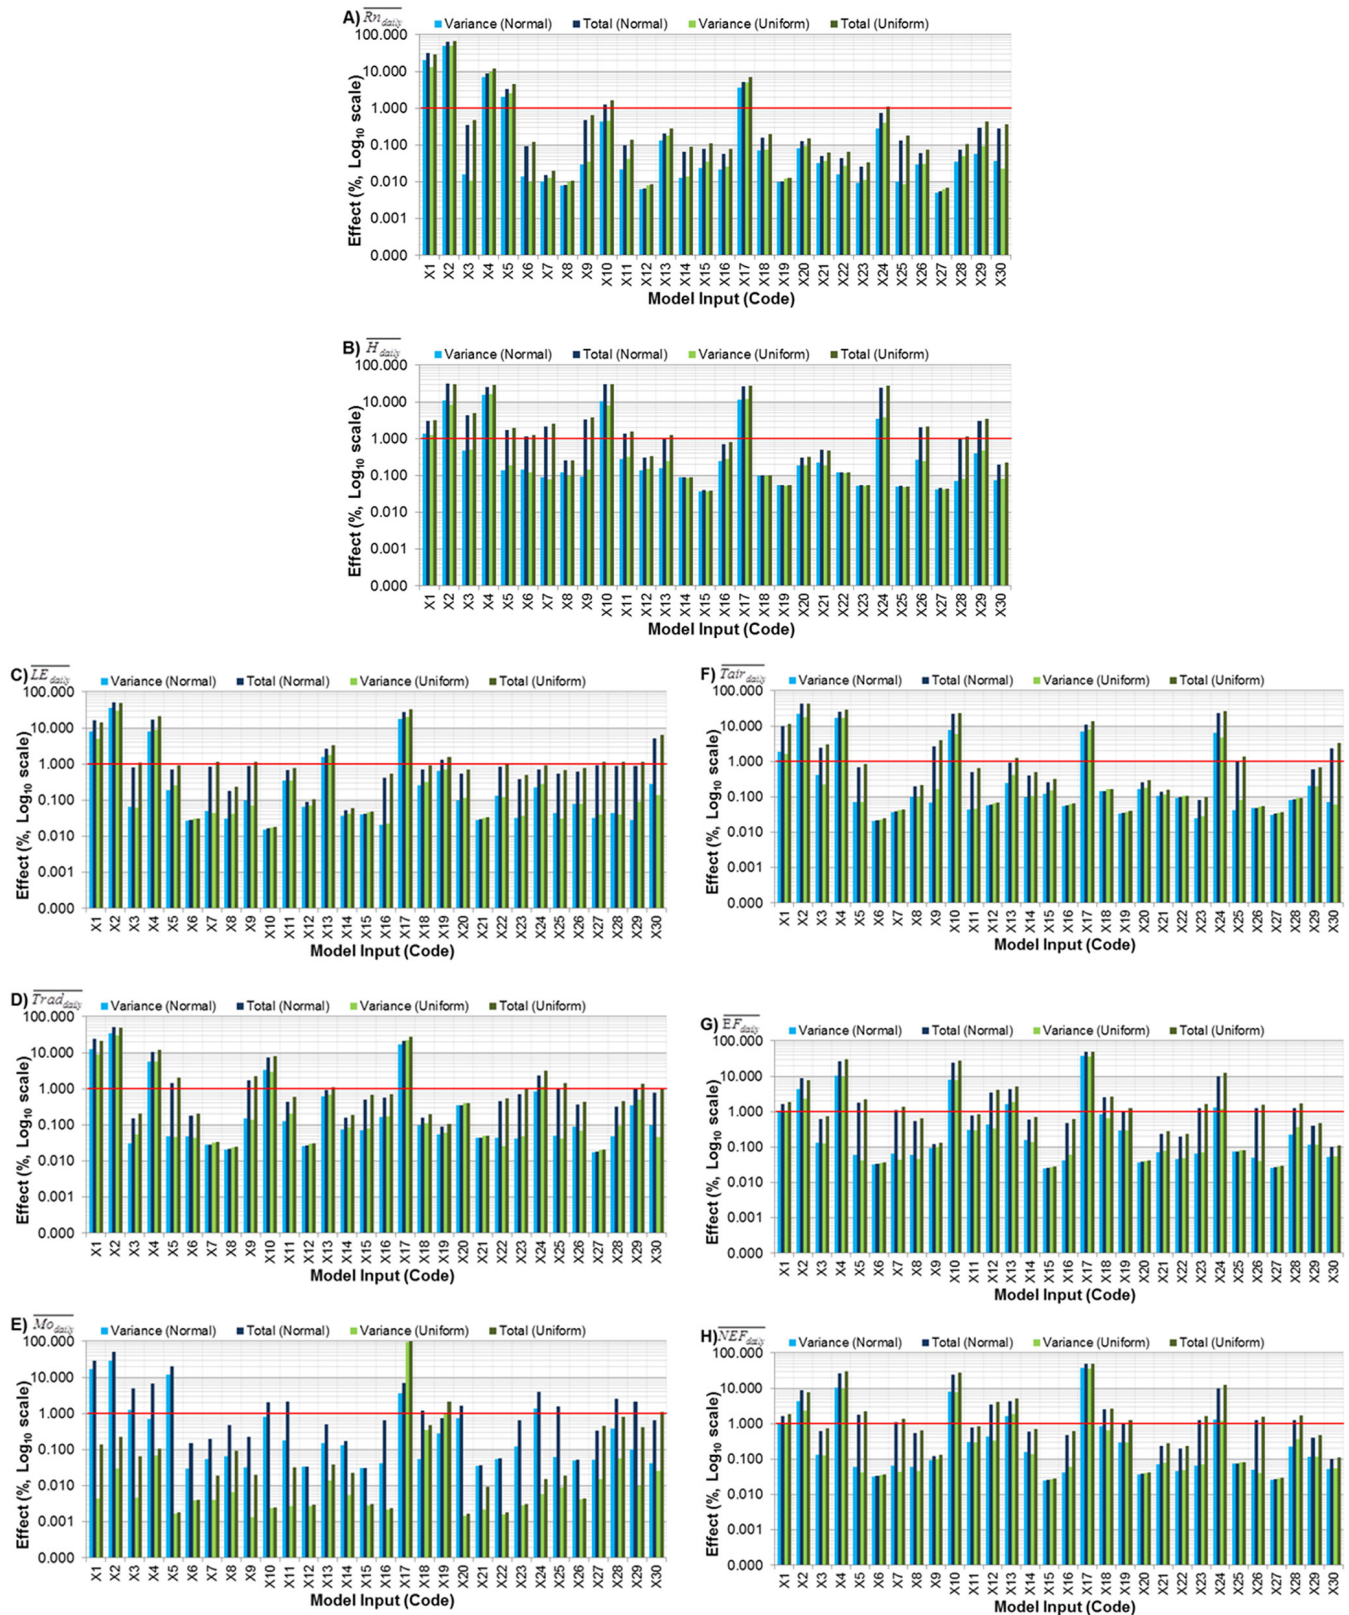 A) Rn daily
Variance (Normal) Total (Normal) Variance (Uniform) Total (Uniform)
Effect (%, Log10 scale)
100.000
10.000
1.000
0.100
0.010
0.001
0.000
X1 X2 X3 X4 X5 X6 X7 X8 X9 X10 X11 X12 X13 X14 X15 X16 X17 X18 X19 X20 X21 X22 X23 X24 X25 X26 X27 X28 X29 X30
Model Input (Code)
B) H daily
Variance (Normal) Total (Normal) Variance (Uniform) Total (Uniform)
Effect (%, Log10 scale)
100.000
10.000
1.000
0.100
0.010
0.001
0.000
X1 X2 X3 X4 X5 X6 X7 X8 X9 X10 X11 X12 X13 X14 X15 X16 X17 X18 X19 X20 X21 X22 X23 X24 X25 X26 X27 X28 X29 X30
Model Input (Code)
C) LE daily
Variance (Normal) Total (Normal) Variance (Uniform) Total (Uniform)
Effect (%, Log10 scale)
100.000
10.000
1.000
0.100
0.010
0.001
0.000
X1 X2 X3 X4 X5 X6 X7 X8 X9 X10 X11 X12 X13 X14 X15 X16 X17 X18 X19 X20 X21 X22 X23 X24 X25 X26 X27 X28 X29 X30
Model Input (Code)
D) Trad daily
Variance (Normal) Total (Normal) Variance (Uniform) Total (Uniform)
Effect (%, Log10 scale)
100.000
10.000
1.000
0.100
0.010
0.001
0.000
X1 X2 X3 X4 X5 X6 X7 X8 X9 X10 X11 X12 X13 X14 X15 X16 X17 X18 X19 X20 X21 X22 X23 X24 X25 X26 X27 X28 X29 X30
Model Input (Code)
E) Mo daily
Variance (Normal) Total (Normal) Variance (Uniform) Total (Uniform)
Effect (%, Log10 scale)
100.000
10.000
1.000
0.100
0.010
0.001
0.000
X1 X2 X3 X4 X5 X6 X7 X8 X9 X10 X11 X12 X13 X14 X15 X16 X17 X18 X19 X20 X21 X22 X23 X24 X25 X26 X27 X28 X29 X30
Model Input (Code)
F) Tair daily
Variance (Normal) Total (Normal) Variance (Uniform) Total (Uniform)
Effect (%, Log10 scale)
100.000
10.000
1.000
0.100
0.010
0.001
0.000
X1 X2 X3 X4 X5 X6 X7 X8 X9 X10 X11 X12 X13 X14 X15 X16 X17 X18 X19 X20 X21 X22 X23 X24 X25 X26 X27 X28 X29 X30
Model Input (Code)
G) EF daily
Variance (Normal) Total (Normal) Variance (Uniform) Total (Uniform)
Effect (%, Log10 scale)
100.000
10.000
1.000
0.100
0.010
0.001
0.000
X1 X2 X3 X4 X5 X6 X7 X8 X9 X10 X11 X12 X13 X14 X15 X16 X17 X18 X19 X20 X21 X22 X23 X24 X25 X26 X27 X28 X29 X30
Model Input (Code)
H) NEF daily
Variance (Normal) Total (Normal) Variance (Uniform) Total (Uniform)
Effect (%, Log10 scale)
100.000
10.000
1.000
0.100
0.010
0.001
0.000
X1 X2 X3 X4 X5 X6 X7 X8 X9 X10 X11 X12 X13 X14 X15 X16 X17 X18 X19 X20 X21 X22 X23 X24 X25 X26 X27 X28 X29 X30
Model Input (Code)